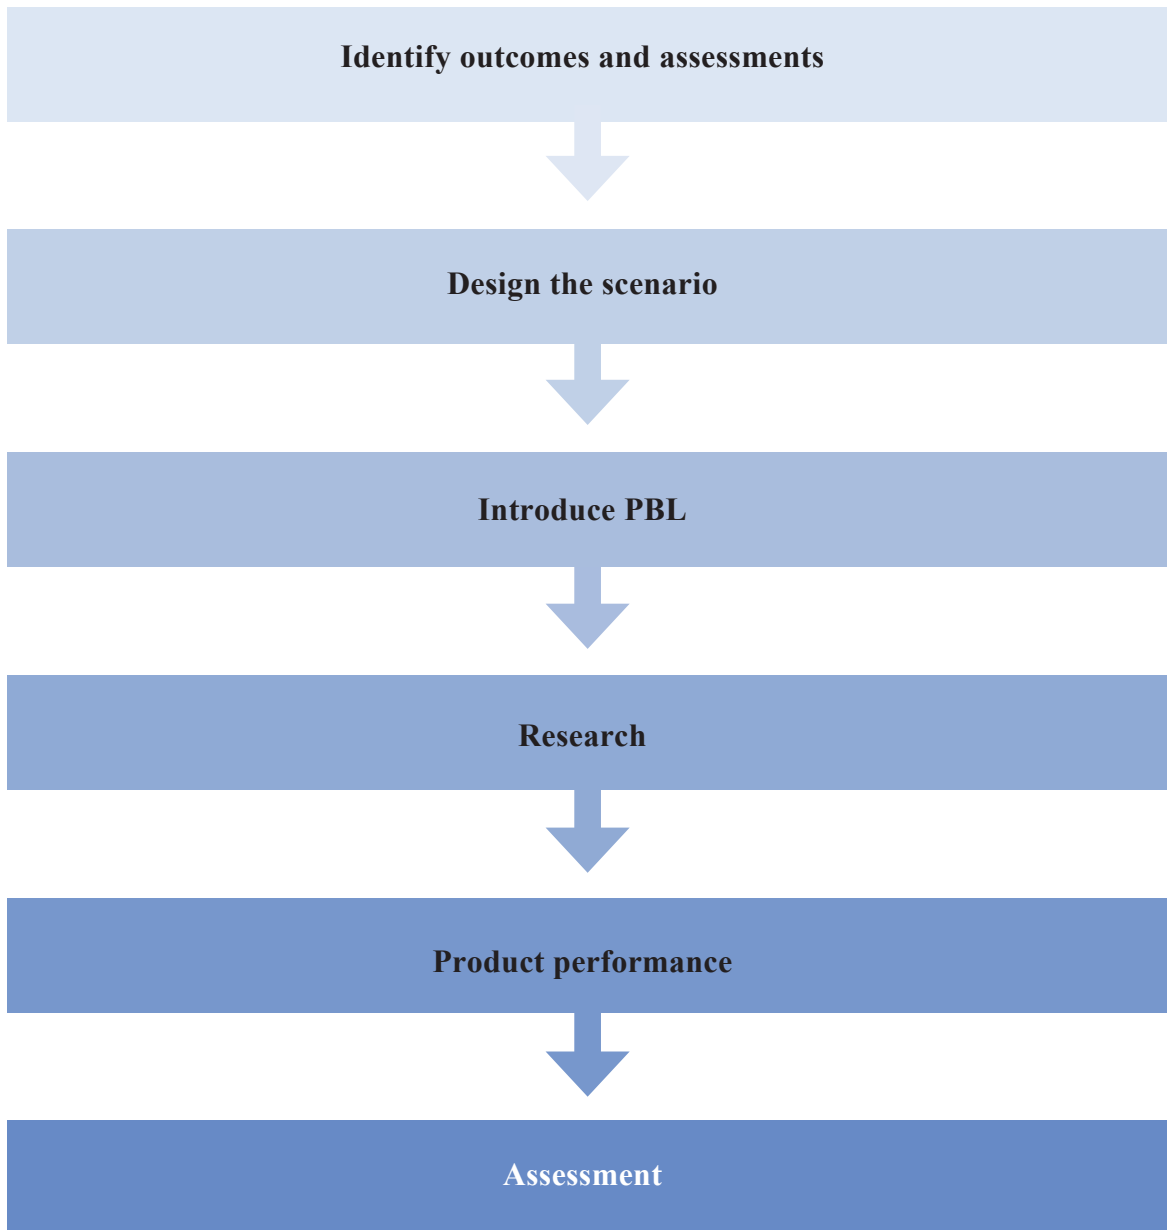 Identify outcomes and assessments
Design the scenario
Introduce PBL
Research
Product performance
Assessment